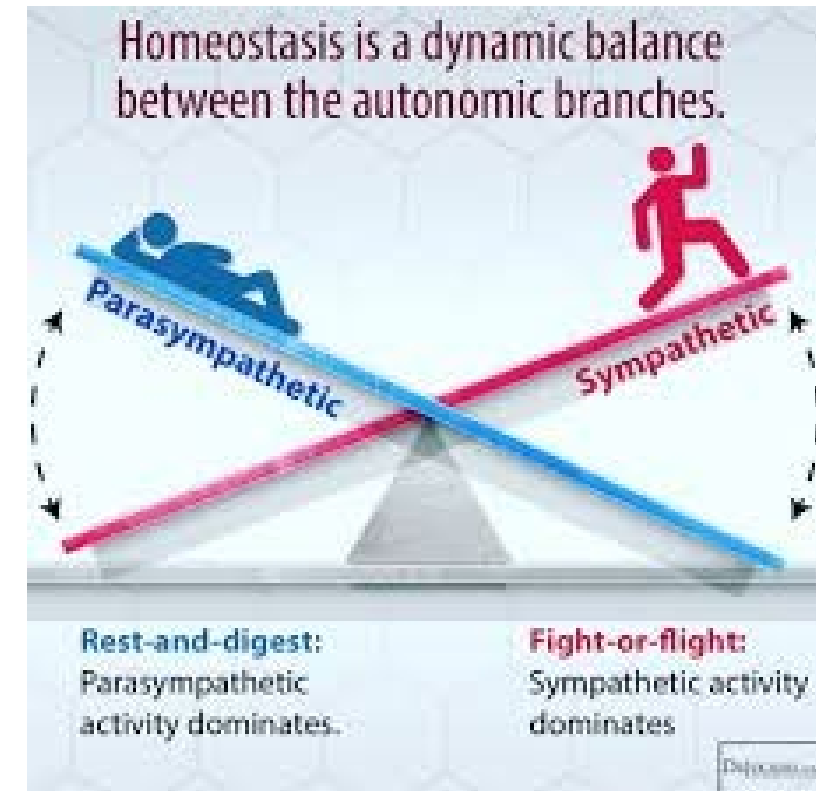 Homeostasis is a dynamic balance
between the autonomic branches.
Parasympathetic
Sympathetic
Rest-and-digest:
Parasympathetic
activity dominates.
Fight-or-flight:
Sympathetic activity
dominates